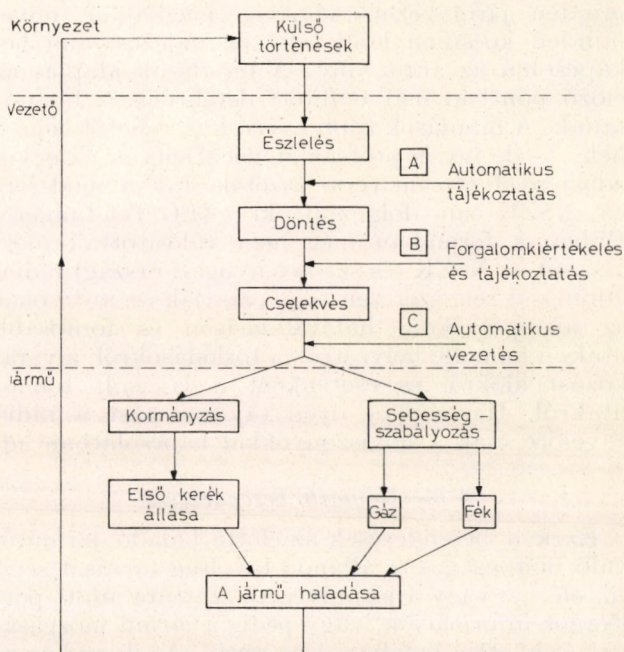 Környezet
Külső
történések
Vezető
Észlelés
A
Automatikus
tájékoztatás
Döntés
B
Forgalomkiértékelés
és tájékoztatás
Cselekvés
C
Automatikus
vezetés
Jármű
Kormányzás
Sebesség-
szabályozás
Első kerék
állása
Gáz
Fék
A jármű haladása